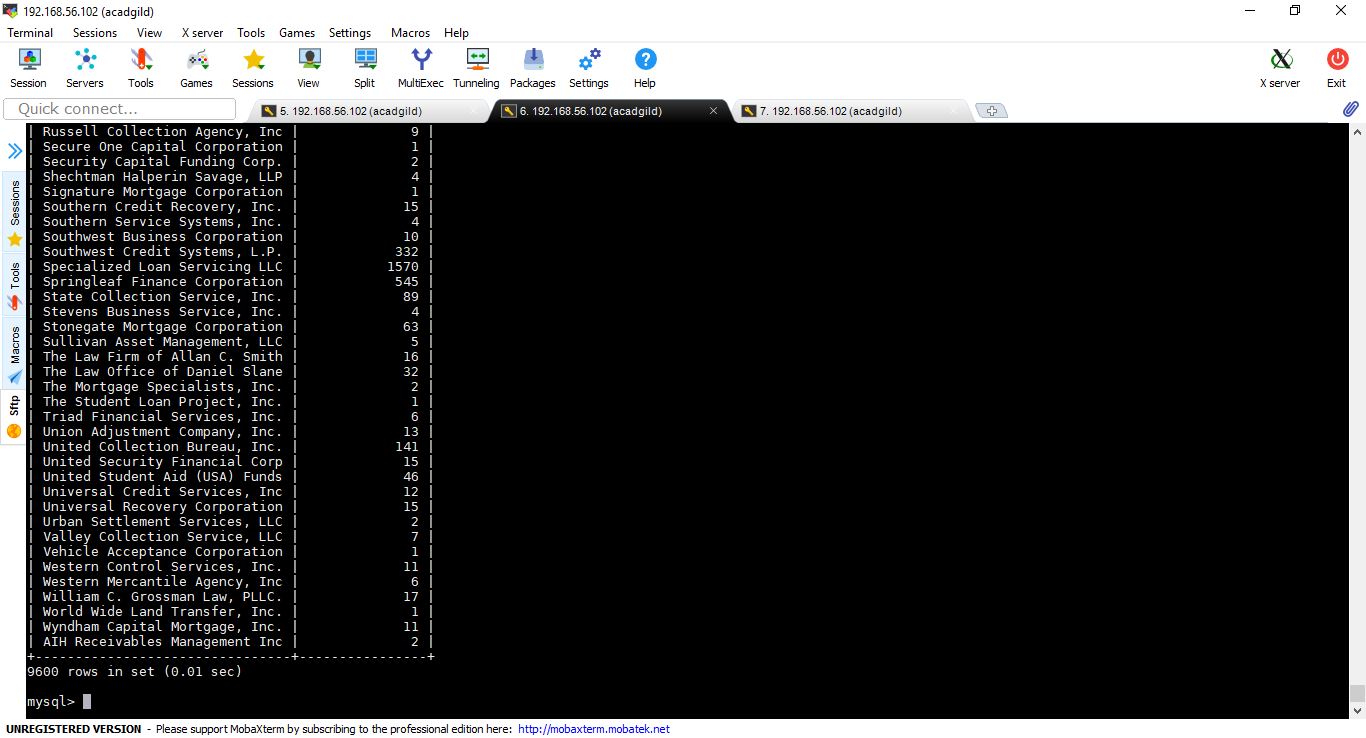 192.168.56.102 (acadgild)
Terminal Sessions View X server Tools Games Settings Macros Help
Session Servers Tools Games Sessions View Split MultiExec Tunneling Packages Settings Help X server Exit
Quick connect... 5. 192.168.56.102 (acadgild) 6. 192.168.56.102 (acadgild) 7. 192.168.56.102 (acadgild)
Sessions
Tools
Macros
Sftp
| Russell Collection Agency, Inc | 9 |
| Secure One Capital Corporation | 1 |
| Security Capital Funding Corp. | 2 |
| Shechtman Halperin Savage, LLP | 4 |
| Signature Mortgage Corporation | 1 |
| Southern Credit Recovery, Inc. | 15 |
| Southern Service Systems, Inc. | 4 |
| Southwest Business Corporation | 10 |
| Southwest Credit Systems, L.P. | 332 |
| Specialized Loan Servicing LLC | 1570 |
| Springleaf Finance Corporation | 545 |
| State Collection Service, Inc. | 89 |
| Stevens Business Service, Inc. | 4 |
| Stonegate Mortgage Corporation | 63 |
| Sullivan Asset Management, LLC | 5 |
| The Law Firm of Allan C. Smith | 16 |
| The Law Office of Daniel Slane | 32 |
| The Mortgage Specialists, Inc. | 2 |
| The Student Loan Project, Inc. | 1 |
| Triad Financial Services, Inc. | 6 |
| Union Adjustment Company, Inc. | 13 |
| United Collection Bureau, Inc. | 141 |
| United Security Financial Corp | 15 |
| United Student Aid (USA) Funds | 46 |
| Universal Credit Services, Inc | 12 |
| Universal Recovery Corporation | 15 |
| Urban Settlement Services, LLC | 2 |
| Valley Collection Service, LLC | 7 |
| Vehicle Acceptance Corporation | 1 |
| Western Control Services, Inc. | 11 |
| Western Mercantile Agency, Inc | 6 |
| William C. Grossman Law, PLLC. | 17 |
| World Wide Land Transfer, Inc. | 1 |
| Wyndham Capital Mortgage, Inc. | 11 |
| AIH Receivables Management Inc | 2 |
+--------------------------------+----------------+
9600 rows in set (0.01 sec)
mysql>
UNREGISTERED VERSION - Please support MobaXterm by subscribing to the professional edition here: http://mobaxterm.mobatek.net